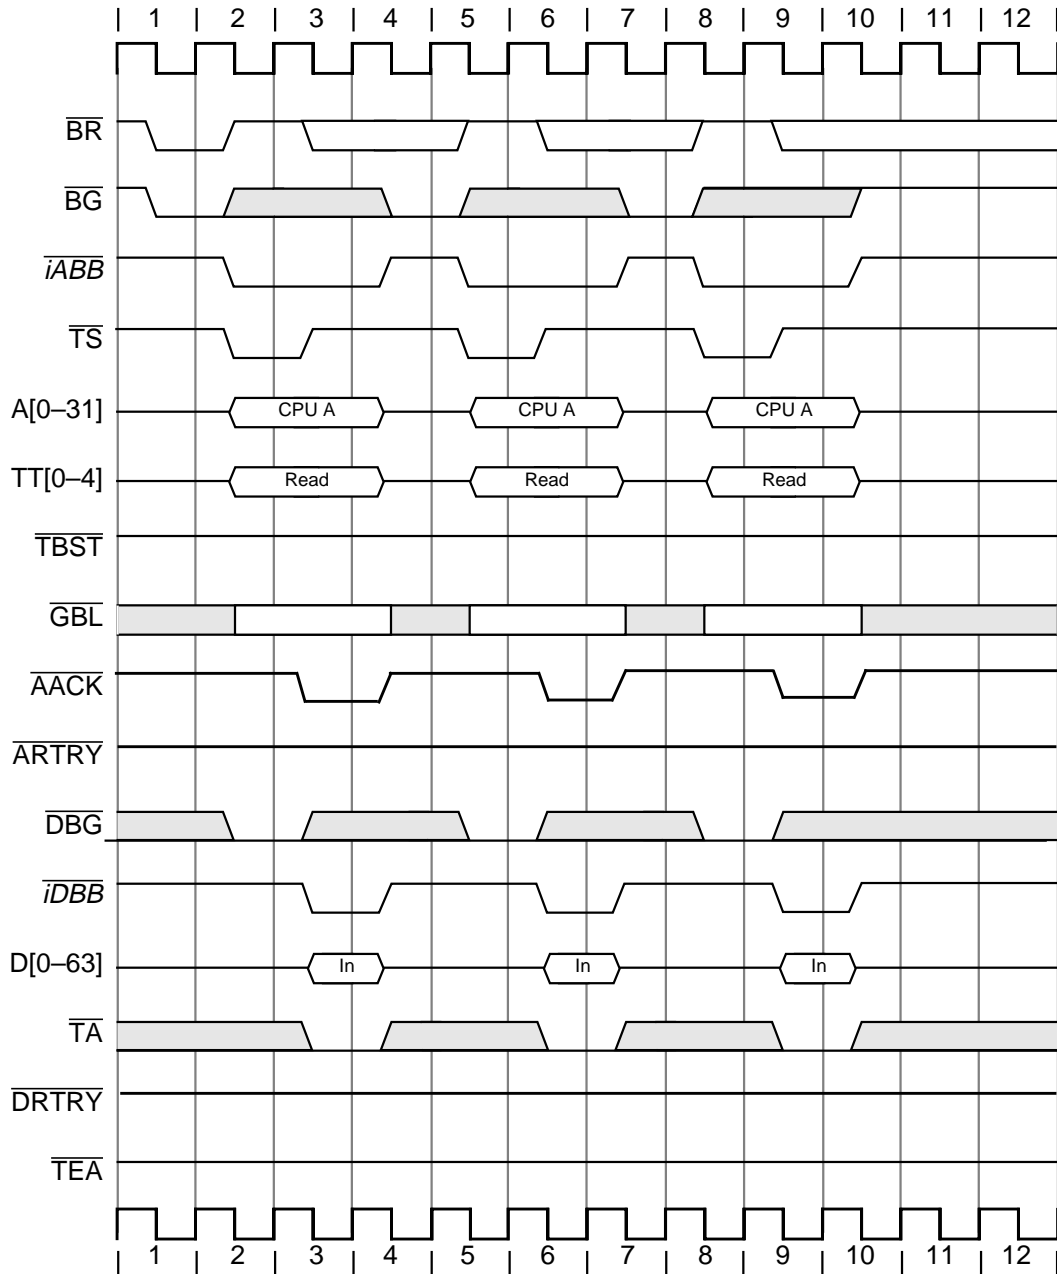 | 1 | 2 | 3 | 4 | 5 | 6 | 7 | 8 | 9 | 10 | 11 | 12 |
BR
BG
iABB
TS
A[0–31] CPU A CPU A CPU A
TT[0–4] Read Read Read
TBST
GBL
AACK
ARTRY
DBG
iDBB
D[0–63] In In In
TA
DRTRY
TEA
| 1 | 2 | 3 | 4 | 5 | 6 | 7 | 8 | 9 | 10 | 11 | 12 |